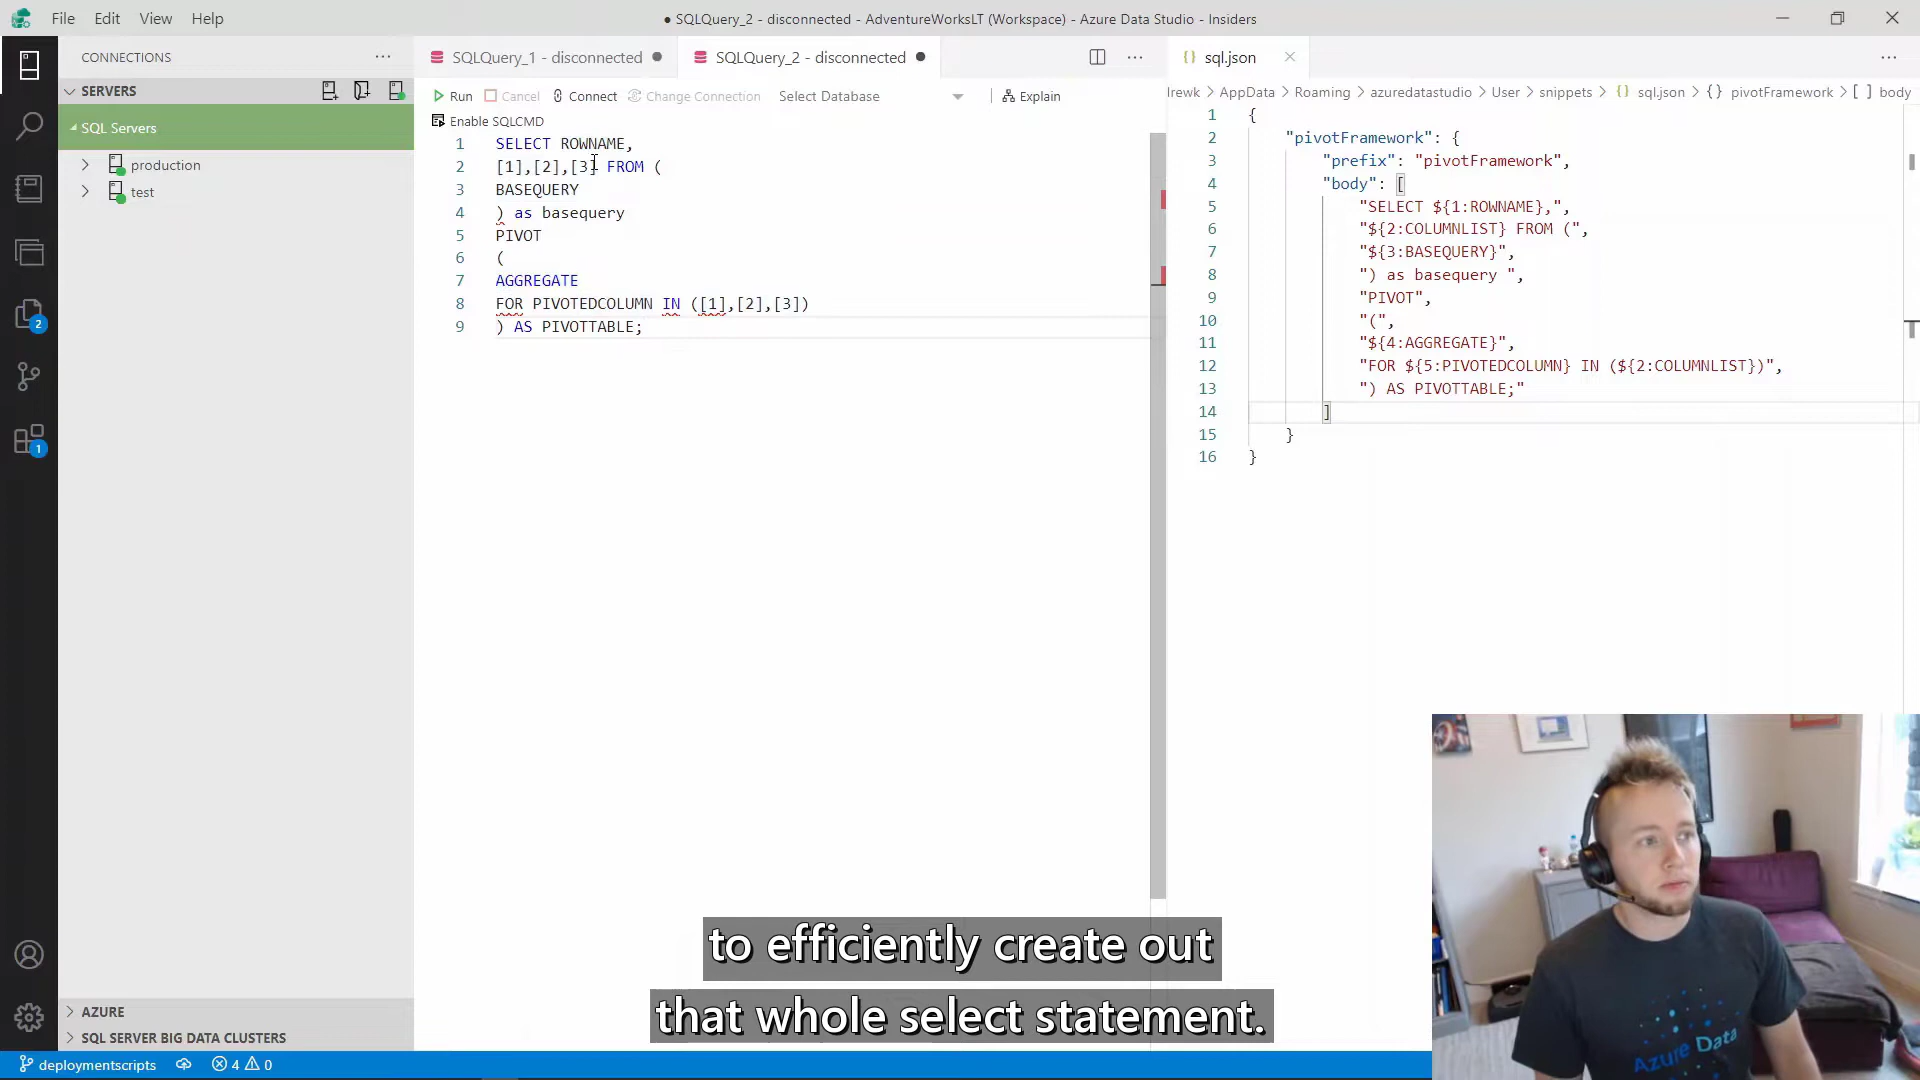 File Edit View Help
● SQLQuery_2 - disconnected - AdventureWorksLT (Workspace) - Azure Data Studio - Insiders
CONNECTIONS
SERVERS
SQL Servers
production
test
AZURE
SQL SERVER BIG DATA CLUSTERS
2
1
SQLQuery_1 - disconnected
SQLQuery_2 - disconnected
Run Cancel Connect Change Connection Select Database Explain
Enable SQLCMD
1 SELECT ROWNAME,
2 [1],[2],[3] FROM (
3 BASEQUERY
4 ) as basequery
5 PIVOT
6 (
7 AGGREGATE
8 FOR PIVOTEDCOLUMN IN ([1],[2],[3])
9 ) AS PIVOTTABLE;
{} sql.json
rewk > AppData > Roaming > azuredatastudio > User > snippets > {} sql.json > {} pivotFramework > [ ] body
1 {
2 "pivotFramework": {
3 "prefix": "pivotFramework",
4 "body": [
5 "SELECT ${1:ROWNAME},",
6 "${2:COLUMNLIST} FROM (",
7 "${3:BASEQUERY}",
8 ") as basequery ",
9 "PIVOT",
10 "(",
11 "${4:AGGREGATE}",
12 "FOR ${5:PIVOTEDCOLUMN} IN (${2:COLUMNLIST})",
13 ") AS PIVOTTABLE;"
14 ]
15 }
16 }
Azure Data
to efficiently create out
that whole select statement.
deploymentscripts 4 0